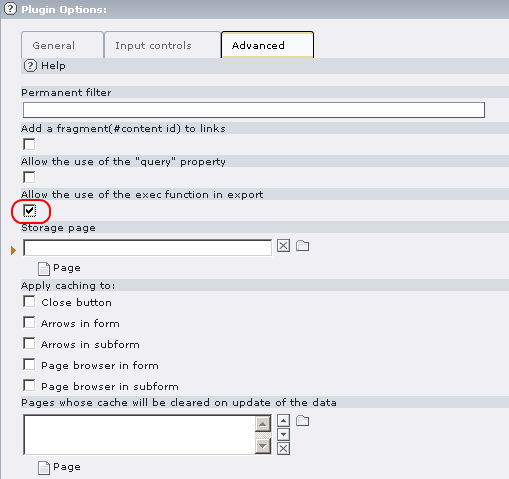 Plugin Options:
General Input controls Advanced
Help
Permanent filter
Add a fragment(#content id) to links
Allow the use of the "query" property
Allow the use of the exec function in export
Storage page
Page
Apply caching to:
Close button
Arrows in form
Arrows in subform
Page browser in form
Page browser in subform
Pages whose cache will be cleared on update of the data
Page